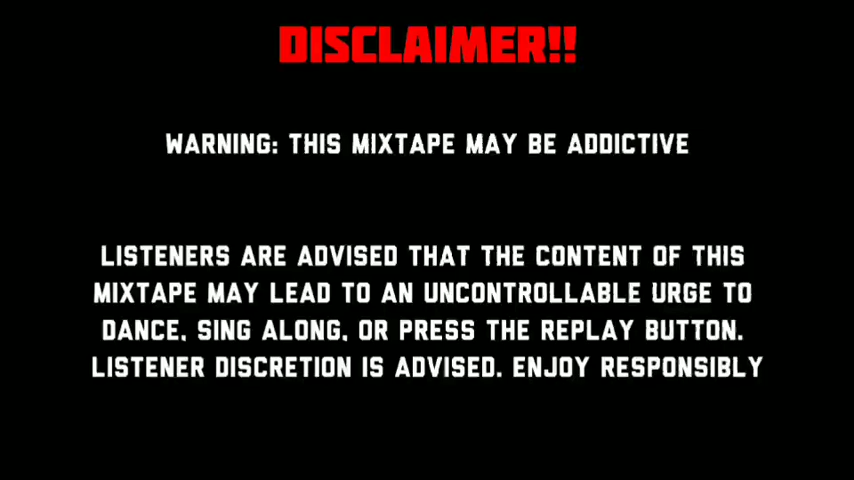 DISCLAIMER!!
WARNING: THIS MIXTAPE MAY BE ADDICTIVE
LISTENERS ARE ADVISED THAT THE CONTENT OF THIS
MIXTAPE MAY LEAD TO AN UNCONTROLLABLE URGE TO
DANCE, SING ALONG, OR PRESS THE REPLAY BUTTON.
LISTENER DISCRETION IS ADVISED. ENJOY RESPONSIBLY